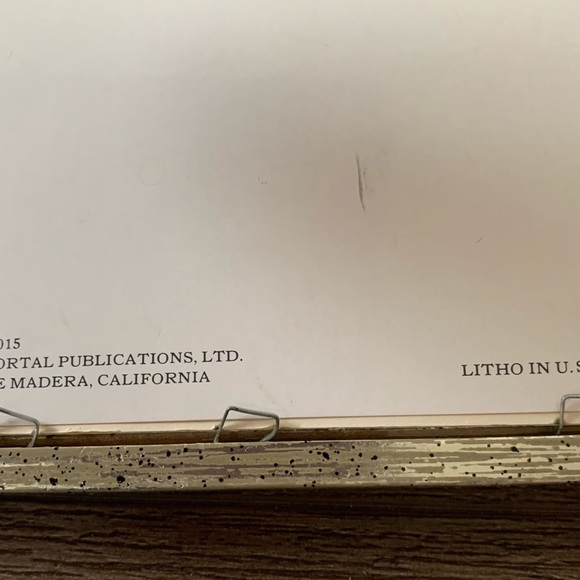 015
ORTAL PUBLICATIONS, LTD.
E MADERA, CALIFORNIA
LITHO IN U.S